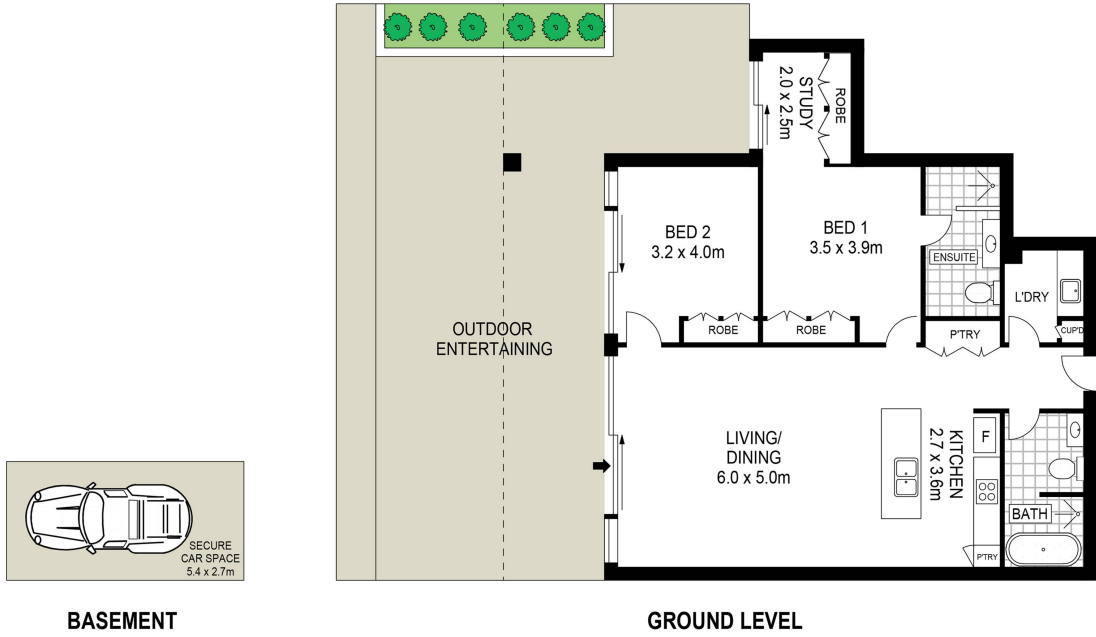 STUDY
2.0 x 2.5m
ROBE
BED 2
3.2 x 4.0m
BED 1
3.5 x 3.9m
ENSUITE
L'DRY
CUP'D
ROBE
ROBE
P'TRY
OUTDOOR
ENTERTAINING
LIVING/
DINING
6.0 x 5.0m
KITCHEN
2.7 x 3.6m
F
BATH
P'TRY
SECURE
CAR SPACE
5.4 x 2.7m
BASEMENT
GROUND LEVEL